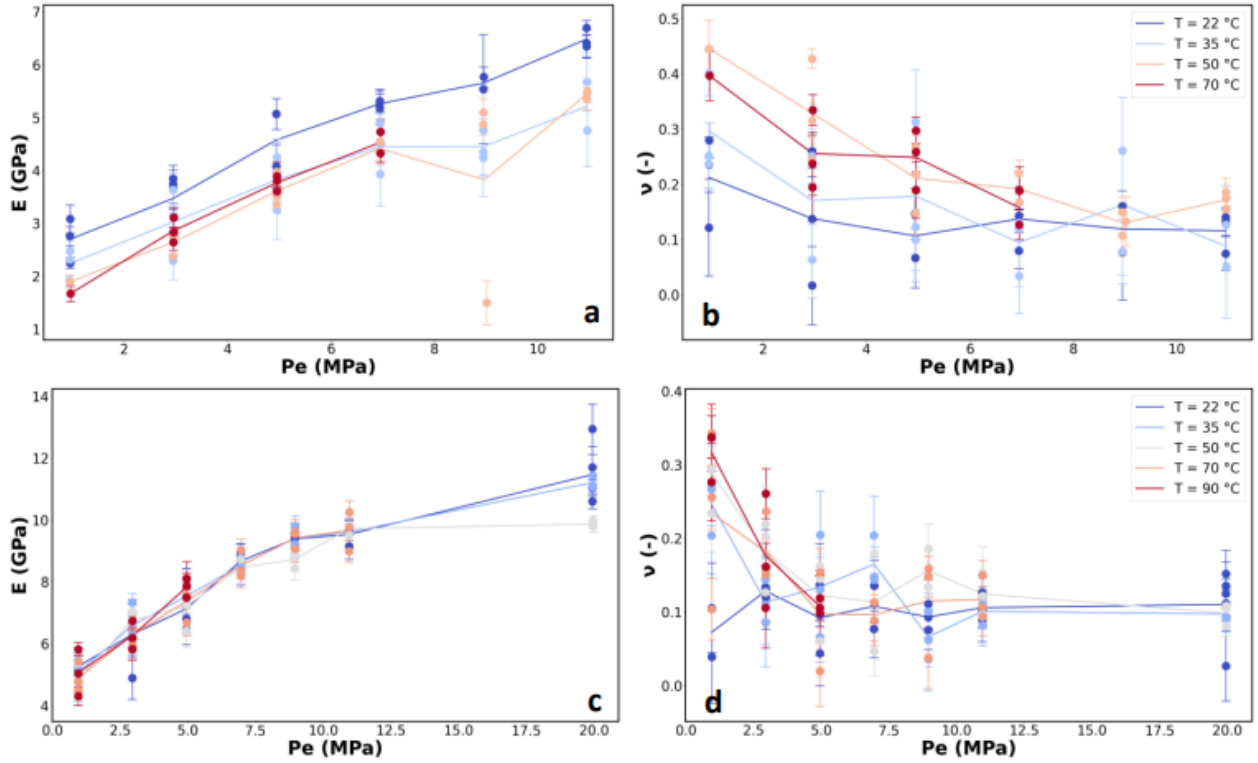 7
6
5
4
3
2
1
E (GPa)
2 4 6 8 10
Pe (MPa)
a
0.5
0.4
0.3
0.2
0.1
0.0
ν (-)
2 4 6 8 10
Pe (MPa)
b
T = 22 °C
T = 35 °C
T = 50 °C
T = 70 °C
14
12
10
8
6
4
E (GPa)
0.0 2.5 5.0 7.5 10.0 12.5 15.0 17.5 20.0
Pe (MPa)
c
0.4
0.3
0.2
0.1
0.0
ν (-)
0.0 2.5 5.0 7.5 10.0 12.5 15.0 17.5 20.0
Pe (MPa)
d
T = 22 °C
T = 35 °C
T = 50 °C
T = 70 °C
T = 90 °C